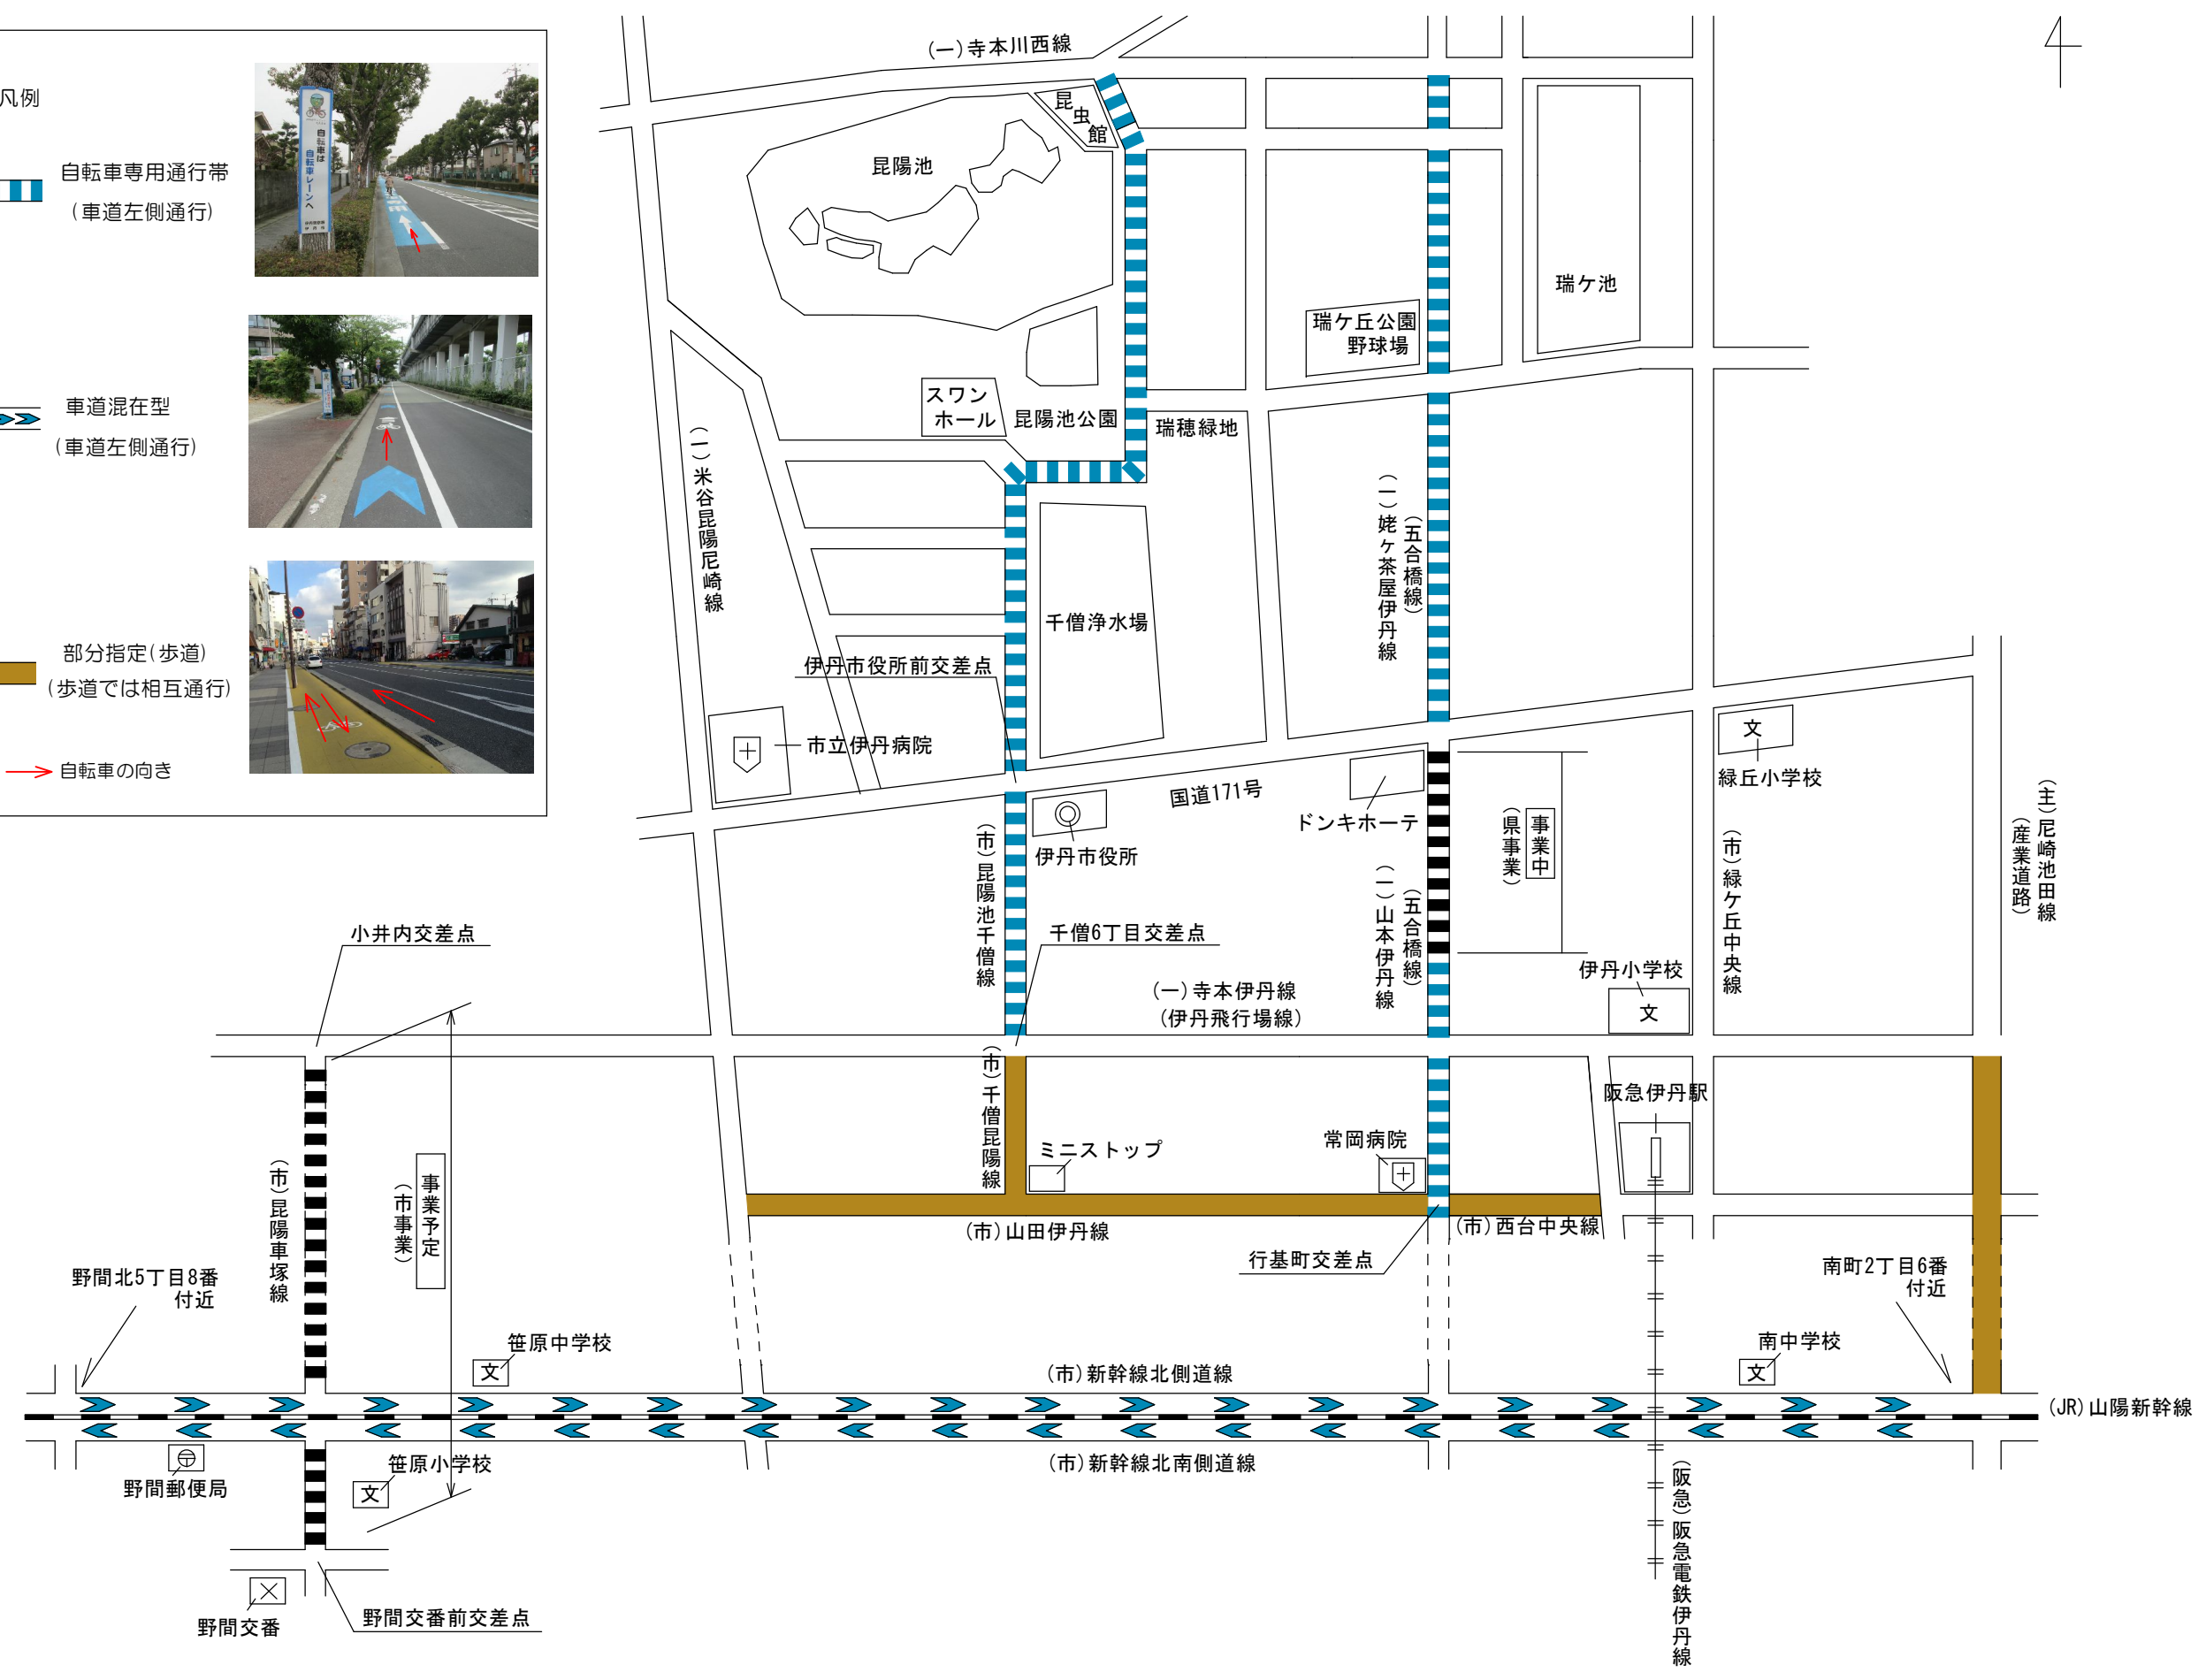 凡例
自転車専用通行帯
(車道左側通行)
自転車は
自転車レーンへ
車道混在型
(車道左側通行)
部分指定(歩道)
(歩道では相互通行)
自転車の向き
(一)寺本川西線
昆虫館
昆陽池
瑞ケ池
瑞ケ丘公園
野球場
スワン
ホール
昆陽池公園
瑞穂緑地
(一)米谷昆陽尼崎線
(一)姥ヶ茶屋伊丹線
(五合橋線)
千僧浄水場
伊丹市役所前交差点
市立伊丹病院
文
緑丘小学校
国道171号
ドンキホーテ
伊丹市役所
(市)昆陽池千僧線
(一)山本伊丹線
(五合橋線)
事業中
(県事業)
(市)緑ケ丘中央線
(主)尼崎池田線
(産業道路)
小井内交差点
千僧6丁目交差点
伊丹小学校
文
(一)寺本伊丹線
(伊丹飛行場線)
(市)千僧昆陽線
阪急伊丹駅
ミニストップ
常岡病院
(市)昆陽車塚線
事業予定
(市事業)
(市)山田伊丹線
(市)西台中央線
行基町交差点
野間北5丁目8番
付近
南町2丁目6番
付近
笹原中学校
文
南中学校
文
(市)新幹線北側道線
(JR)山陽新幹線
(市)新幹線北南側道線
野間郵便局
笹原小学校
文
(阪急)阪急電鉄伊丹線
野間交番
野間交番前交差点